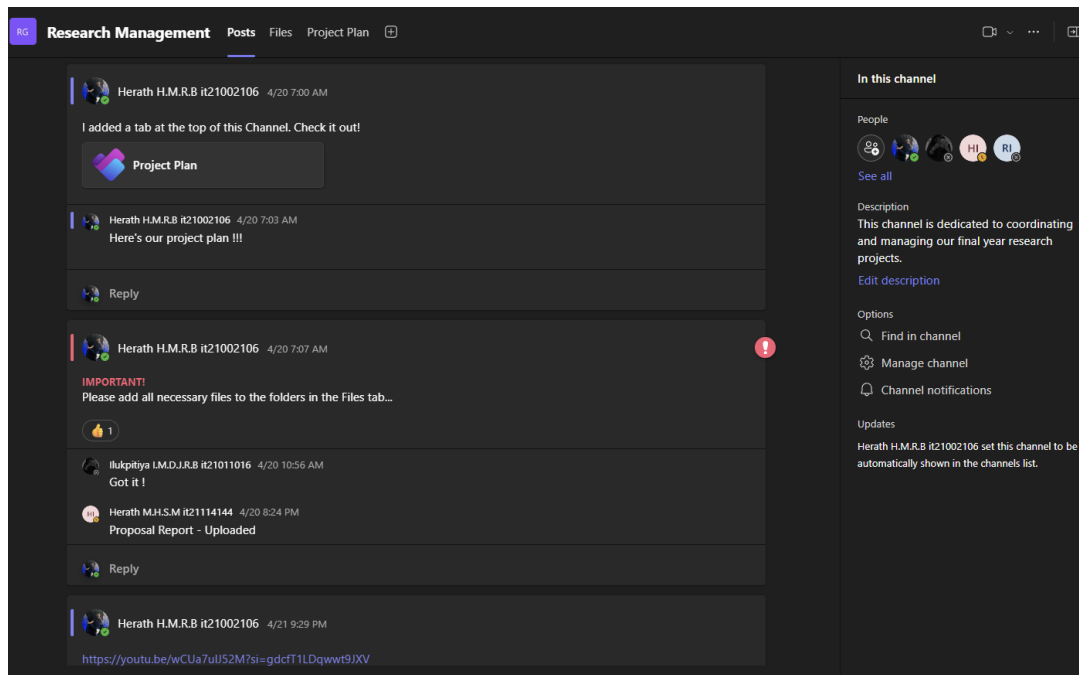 RG Research Management Posts Files Project Plan
Herath H.M.R.B it21002106 4/20 7:00 AM
I added a tab at the top of this Channel. Check it out!
Project Plan
Herath H.M.R.B it21002106 4/20 7:03 AM
Here's our project plan !!!
Reply
Herath H.M.R.B it21002106 4/20 7:07 AM
IMPORTANT!
Please add all necessary files to the folders in the Files tab...
1
Ilukpitiya I.M.D.J.R.B it21011016 4/20 10:56 AM
Got it !
HI Herath M.H.S.M it21114144 4/20 8:24 PM
Proposal Report - Uploaded
Reply
Herath H.M.R.B it21002106 4/21 9:29 PM
https://youtu.be/wCUa7uIJ52M?si=gdcfT1LDqwwt9JXV
In this channel
People
HI RI
See all
Description
This channel is dedicated to coordinating
and managing our final year research
projects.
Edit description
Options
Find in channel
Manage channel
Channel notifications
Updates
Herath H.M.R.B it21002106 set this channel to be
automatically shown in the channels list.